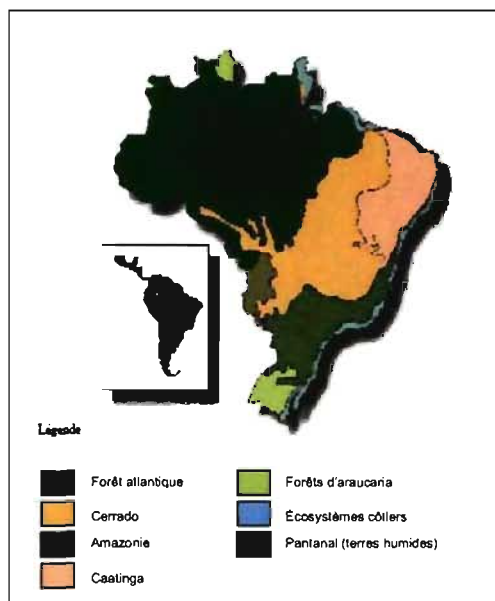 Légende
Forêt atlantique
Cerrado
Amazonie
Caatinga
Forêts d'araucaria
Écosystèmes côtiers
Pantanal (terres humides)